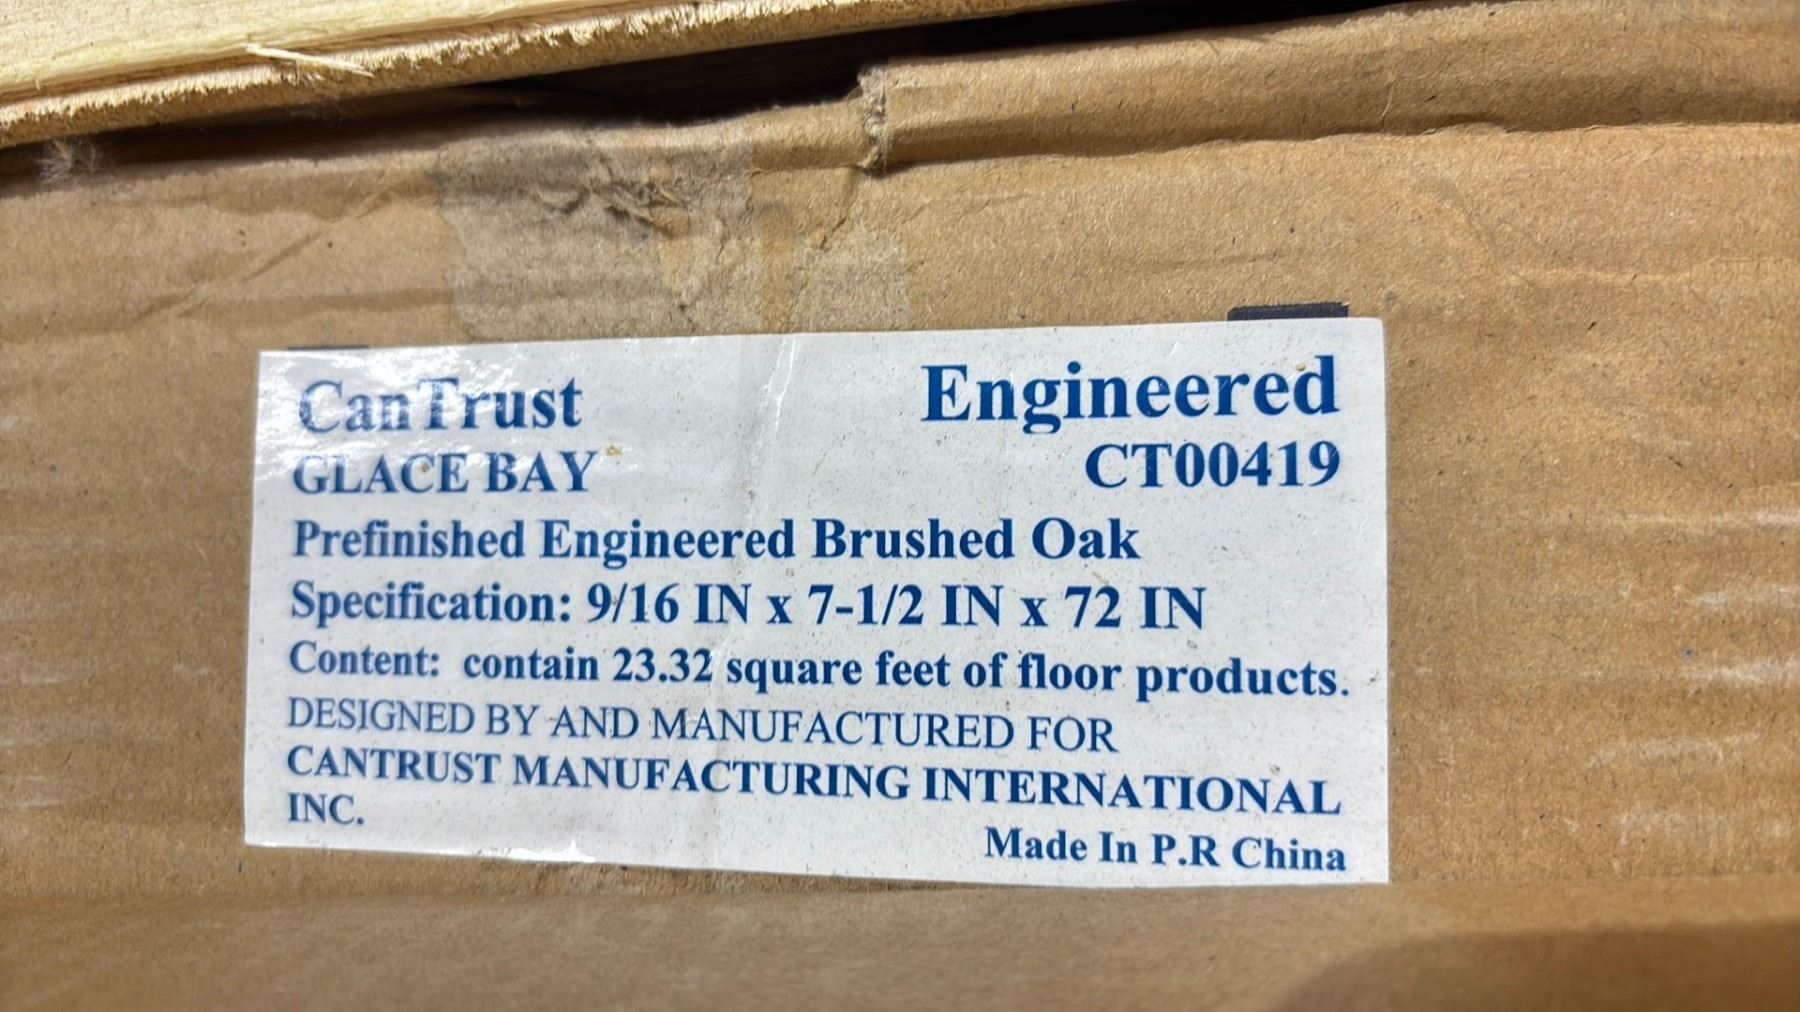 CanTrust
Engineered
GLACE BAY
CT00419
Prefinished Engineered Brushed Oak
Specification: 9/16 IN x 7-1/2 IN x 72 IN
Content: contain 23.32 square feet of floor products.
DESIGNED BY AND MANUFACTURED FOR
CANTRUST MANUFACTURING INTERNATIONAL
INC.
Made In P.R China